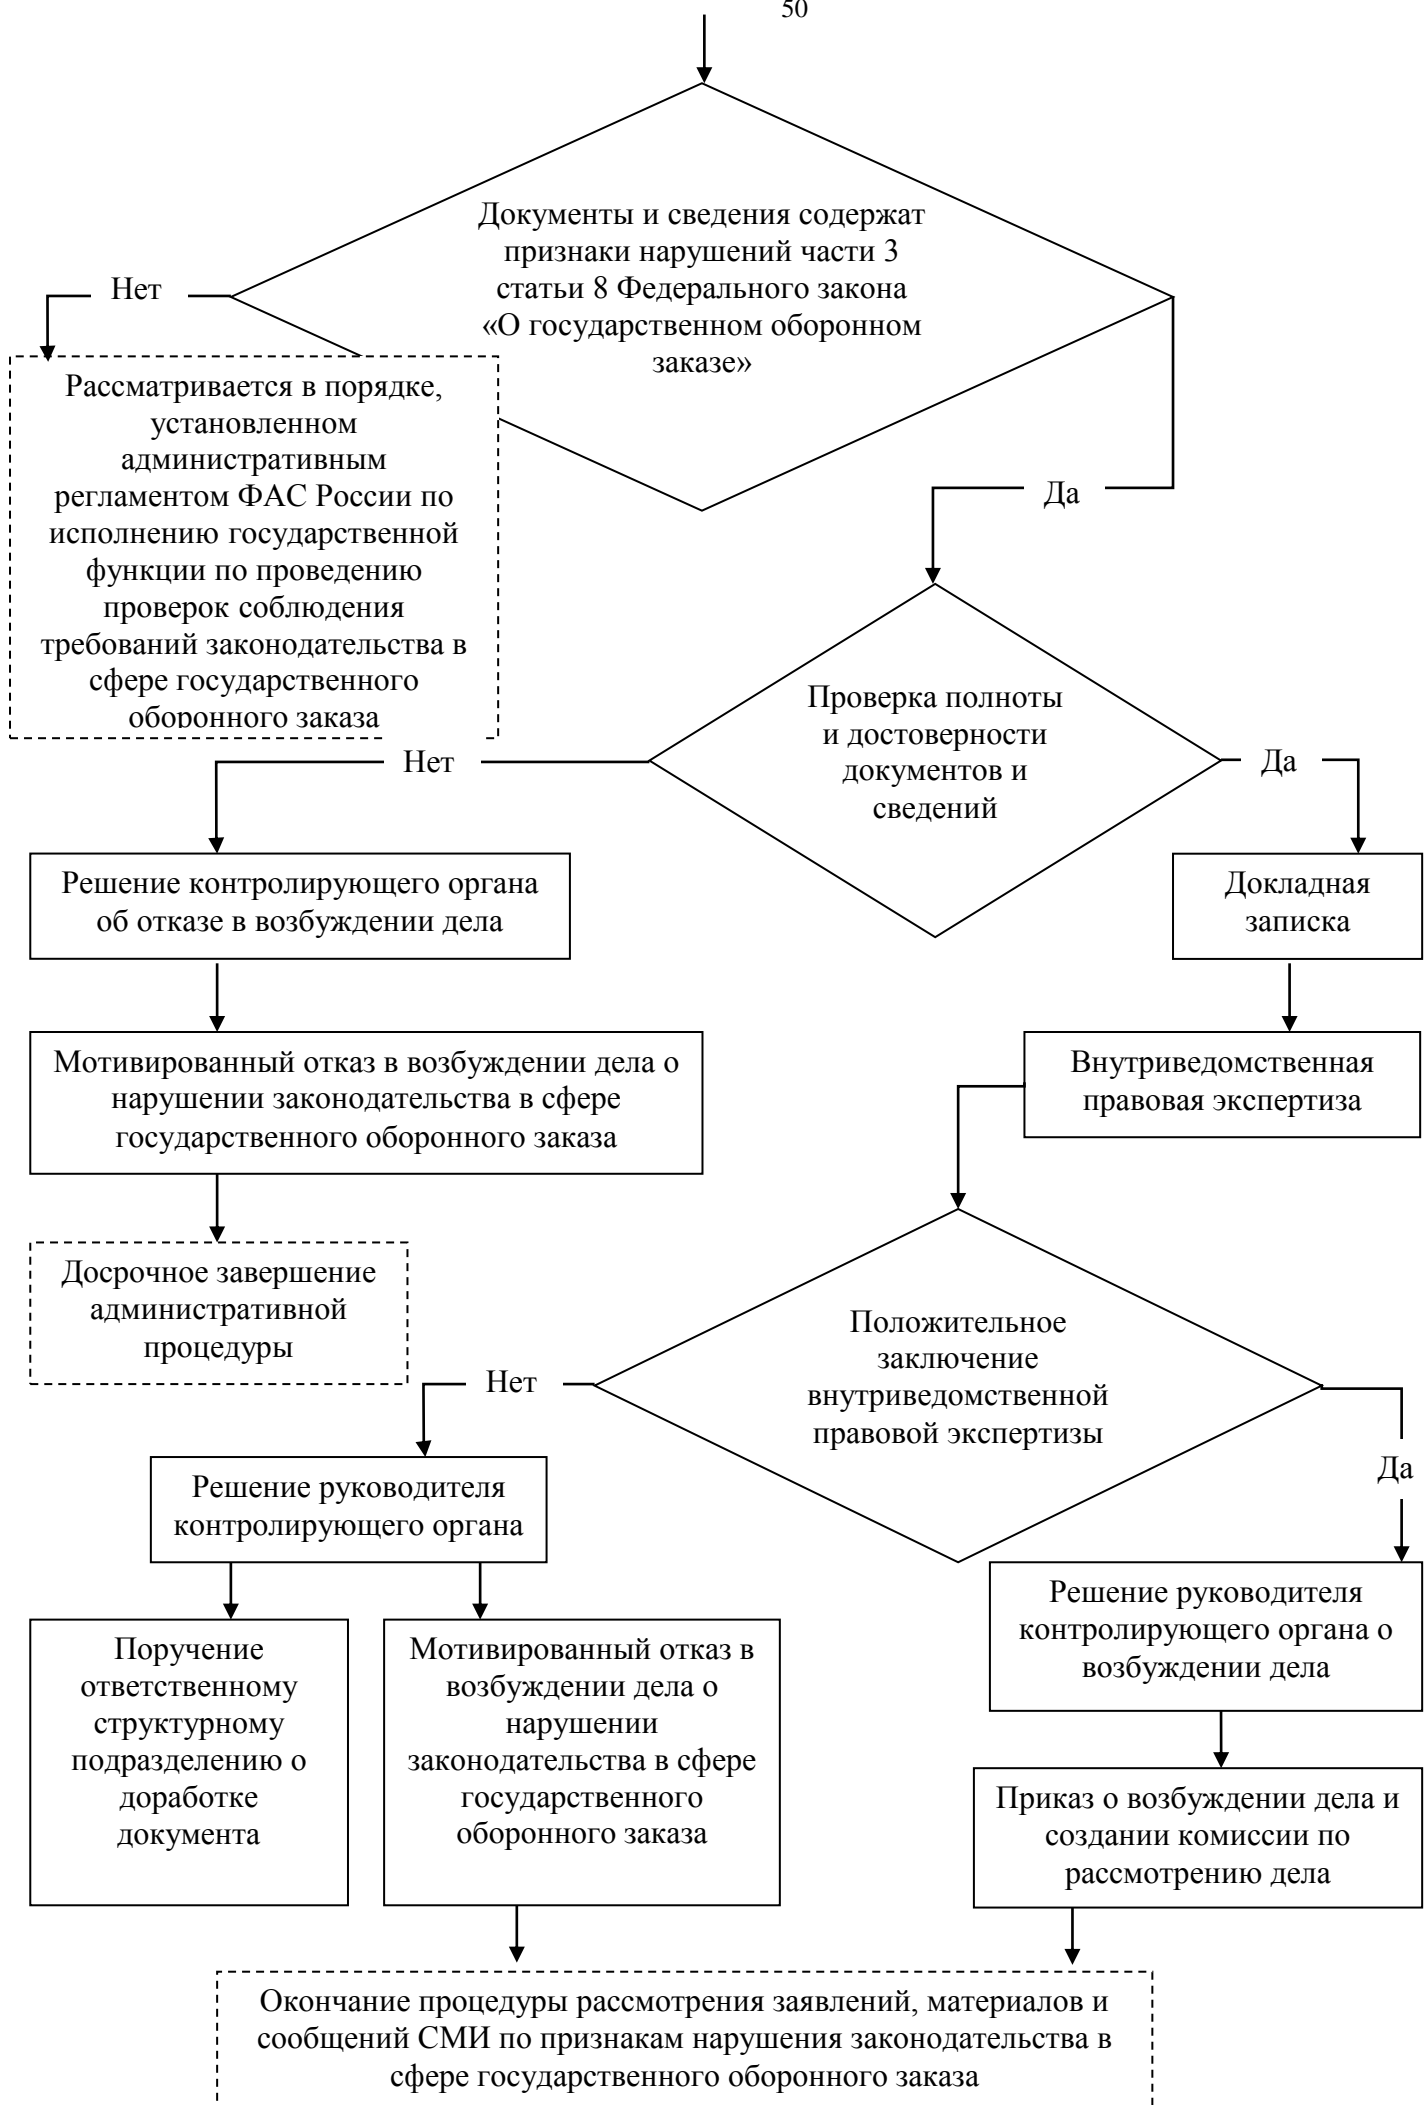 50
Документы и сведения содержат
признаки нарушений части 3
статьи 8 Федерального закона
«О государственном оборонном
заказе»
Нет
Рассматривается в порядке,
установленном
административным
регламентом ФАС России по
исполнению государственной
функции по проведению
проверок соблюдения
требований законодательства в
сфере государственного
оборонного заказа
Да
Проверка полноты
и достоверности
документов и
сведений
Нет
Да
Решение контролирующего органа
об отказе в возбуждении дела
Докладная
записка
Мотивированный отказ в возбуждении дела о
нарушении законодательства в сфере
государственного оборонного заказа
Внутриведомственная
правовая экспертиза
Досрочное завершение
административной
процедуры
Положительное
заключение
внутриведомственной
правовой экспертизы
Нет
Да
Решение руководителя
контролирующего органа
Решение руководителя
контролирующего органа о
возбуждении дела
Поручение
ответственному
структурному
подразделению о
доработке
документа
Мотивированный отказ в
возбуждении дела о
нарушении
законодательства в сфере
государственного
оборонного заказа
Приказ о возбуждении дела и
создании комиссии по
рассмотрению дела
Окончание процедуры рассмотрения заявлений, материалов и
сообщений СМИ по признакам нарушения законодательства в
сфере государственного оборонного заказа